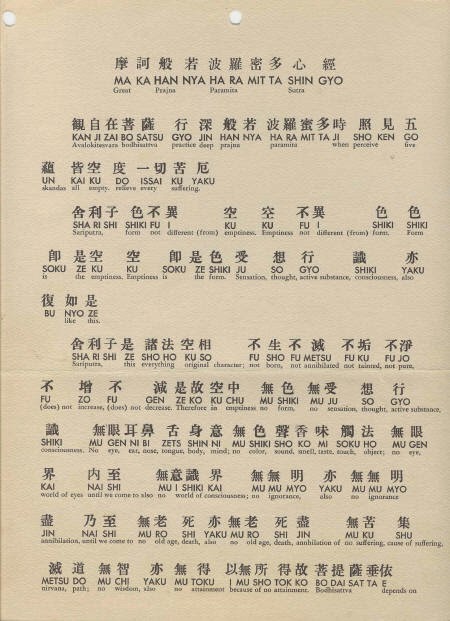 摩訶般若波羅密多心經
MA KA HAN NYA HA RA MIT TA SHIN GYO
Great Prajna Paramita Sutra
観自在菩薩 行深般若波羅蜜多時 照見五
KAN JI ZAI BO SATSU GYO JIN HAN NYA HA RA MIT TA JI SHO KEN GO
Avalokitesvara bodhisattva practice deep prajna paramita when perceive five
蘊皆空度一切苦厄
UN KAI KU DO ISSAI KU YAKU
skandas all empty. relieve every suffering.
舍利子色不異 空 空不異 色 色
SHA RI SHI SHIKI FU I KU KU FU I SHIKI SHIKI
Sariputra, form not different (from) emptiness. Emptiness not different (from) form. Form
卽是空 空 卽是色 受想行 識 亦
SOKU ZE KU KU SOKU ZE SHIKI JU SO GYO SHIKI YAKU
is the emptiness. Emptiness is the form. Sensation, thought, active substance, consciousness, also
復如是
BU NYO ZE
like this.
舍利子是諸法空相 不生不滅不垢不淨
SHA RI SHI ZE SHO HO KU SO FU SHO FU METSU FU KU FU JO
Sariputra, this everything original character; not born, not annihilated not tainted, not pure,
不增不 減是故空中 無色無受 想行
FU ZO FU GEN ZE KO KU CHU MU SHIKI MU JU SO GYO
(does) not increase, (does) not decrease. Therefore in emptiness no form, no sensation, thought, active substance,
識 無眼耳鼻舌身意無色聲香味觸法無眼
SHIKI MU GEN NI BI ZETS SHIN NI MU SHIKI SHO KO MI SOKU HO MU GEN
consciousness. No eye, ear, nose, tongue, body, mind; no color, sound, smell, taste, touch, object; no eye,
界 內至 無意識界 無無明亦無無明
KAI NAI SHI MU I SHIKI KAI MU MU MYO YAKU MU MU MYO
world of eyes until we come to also no world of consciousness; no ignorance, also no ignorance
盡 乃至 無老死亦無老死盡 無苦集
JIN NAI SHI MU RO SHI YAKU MU RO SHI JIN MU KU SHU
annihilation, until we come to no old age, death, also no old age, death, annihilation of no suffering, cause of suffering,
滅道無智亦無得以無所得故菩提薩埵依
METSU DO MU CHI YAKU MU TOKU I MU SHO TOK KO BO DAI SAT TA E
nirvana, path; no wisdom, also no attainment because of no attainment. Bodhisattva depends on